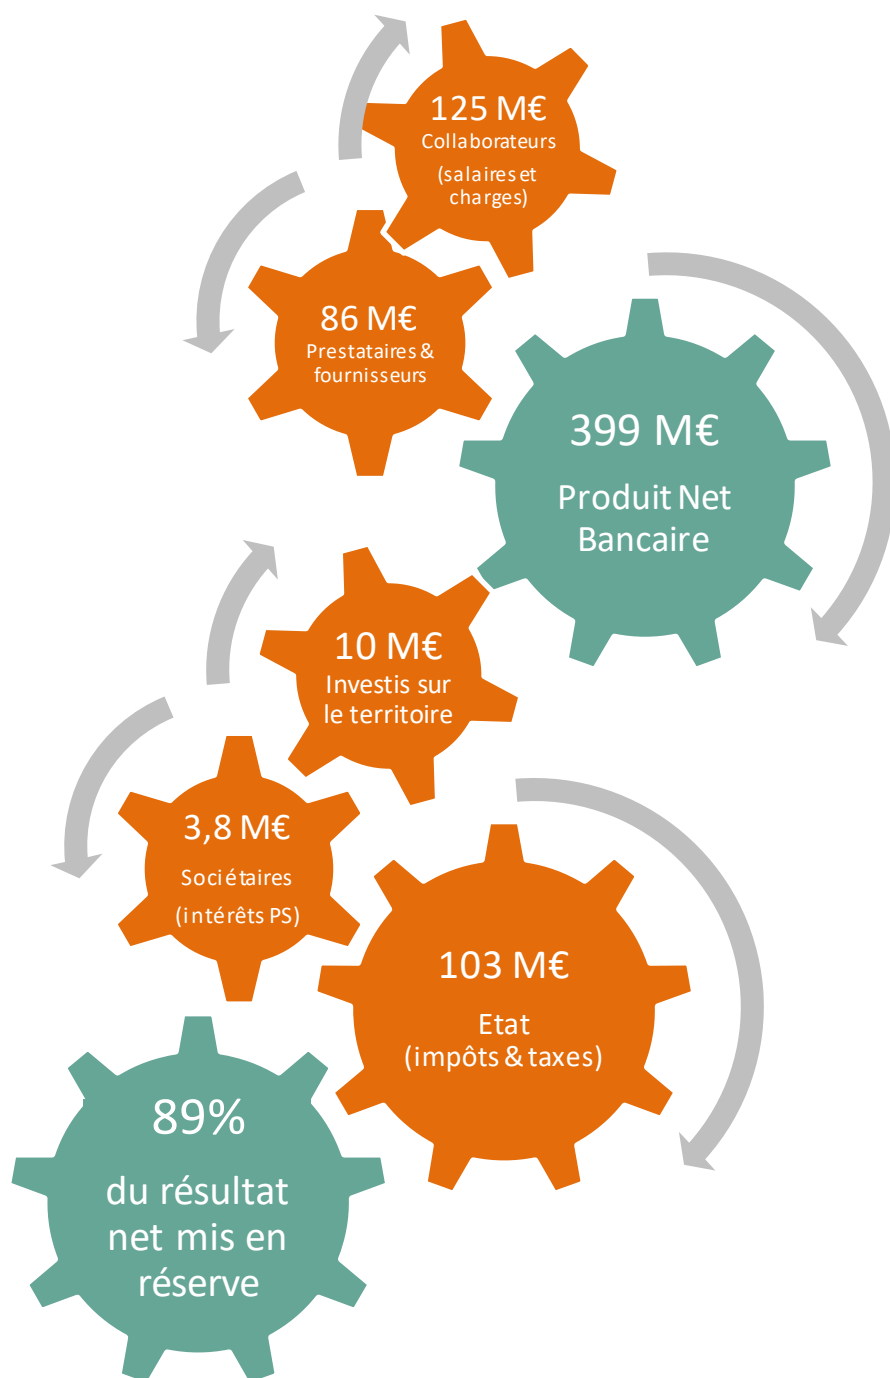 125 M€
Collaborateurs
(salaires et
charges)
86 M€
Prestataires &
fournisseurs
399 M€
Produit Net
Bancaire
10 M€
Investis sur
le territoire
3,8 M€
Sociétaires
(intérêts PS)
103 M€
Etat
(impôts & taxes)
89%
du résultat
net mis en
réserve